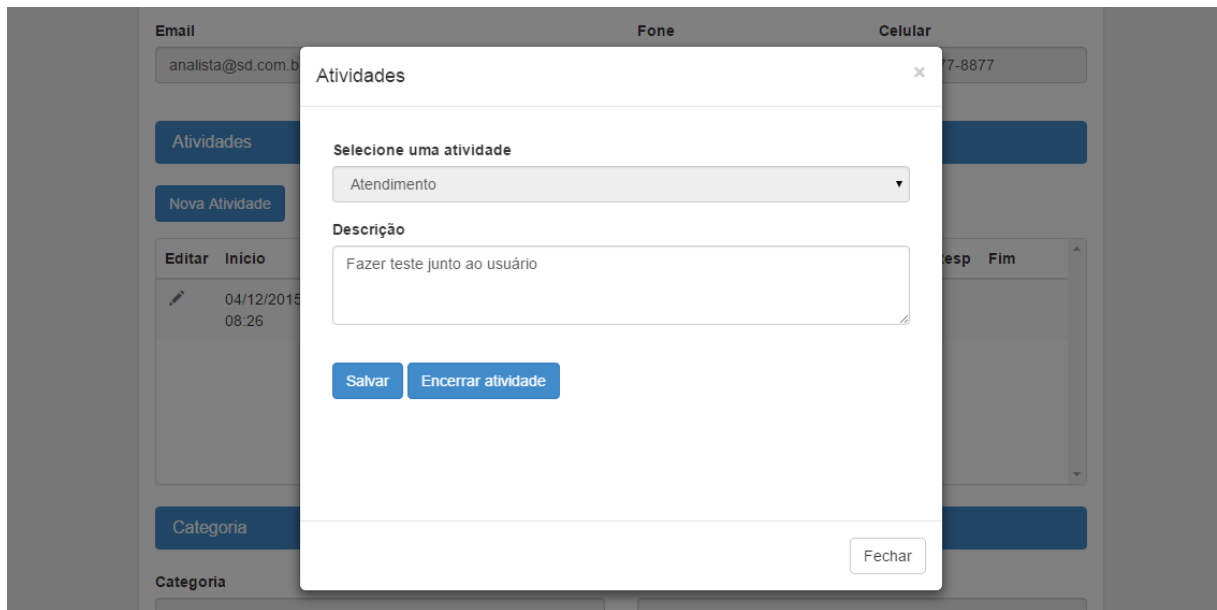 Email Fone Celular
analista@sd.com.b 77-8877
Atividades ×
Atividades
Selecione uma atividade
Atendimento
Nova Atividade
Descrição
Editar Início Fim
Fazer teste junto ao usuário
04/12/2015
08:26
Salvar Encerrar atividade
Categoria
Fechar
Categoria